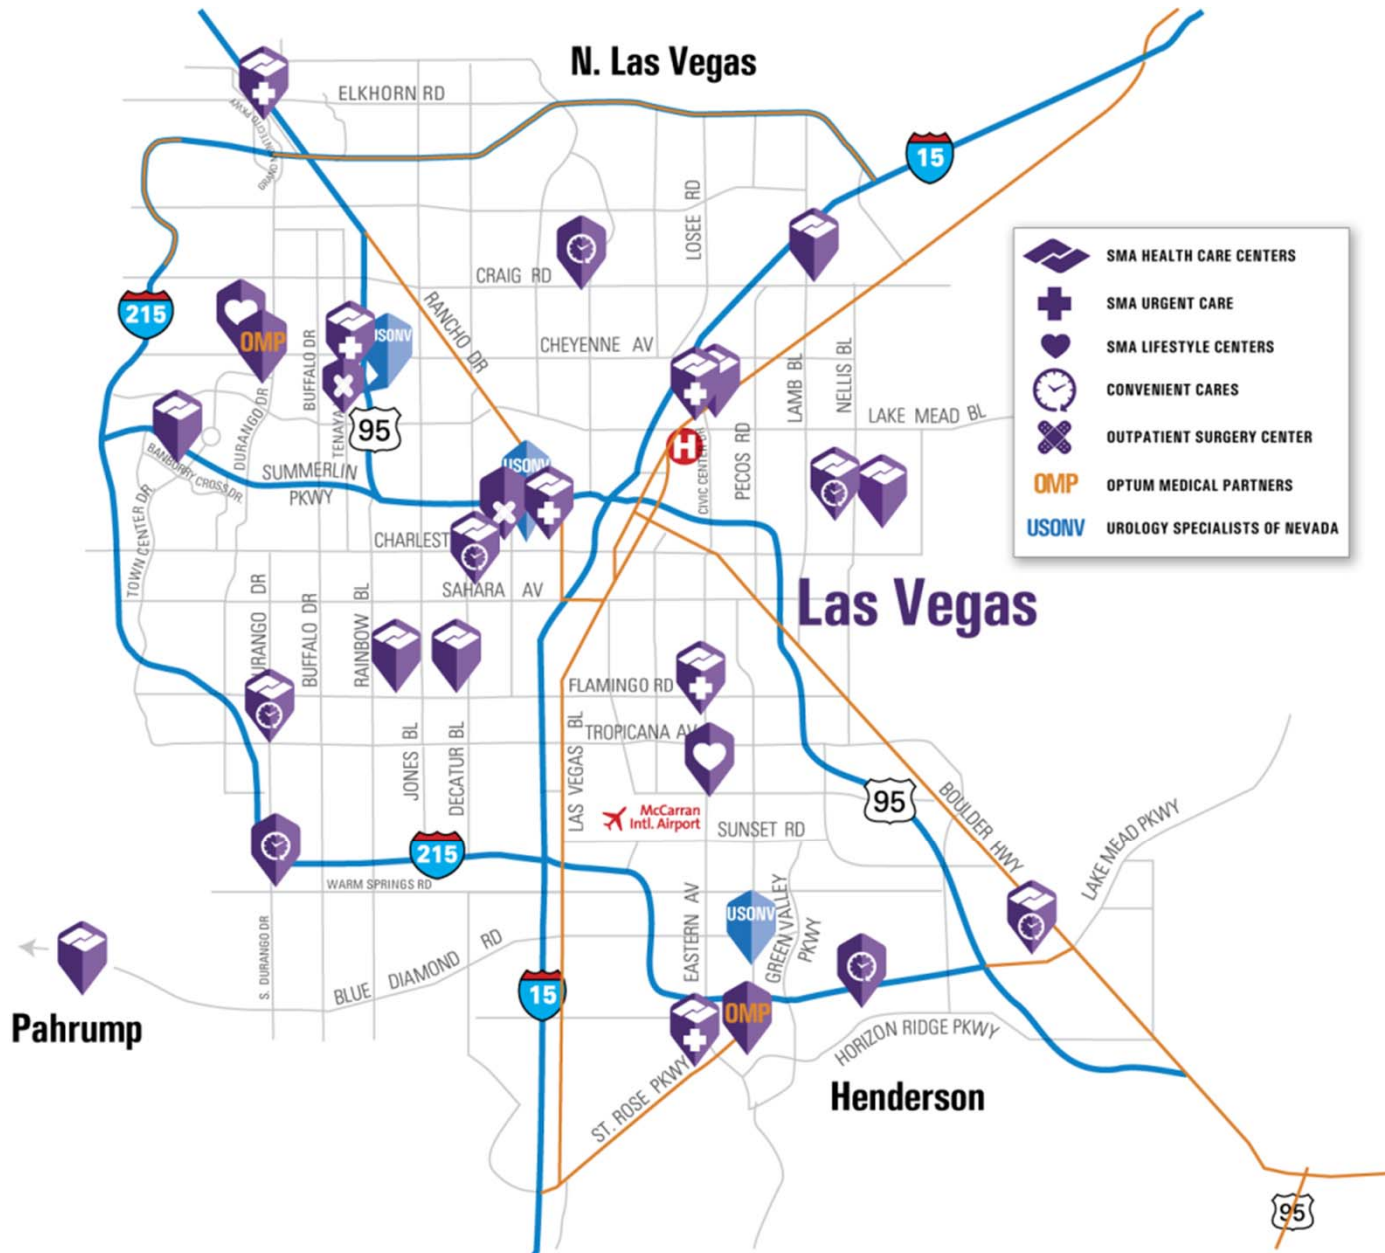 N. Las Vegas
ELKHORN RD
15
LOSEE RD
CRAIG RD
215
RANCHO DR
OMP
USONV
BUFFALO DR
CHEYENNE AV
LAMB BL
NELLIS BL
LAKE MEAD BL
DURANGO DR
TENAYA
95
H
CIVIC CENTER DR
PECOS RD
BANBURRY CROSS DR.
SUMMERLIN
PKWY
USONV
TOWN CENTER DR
CHARLEST
SAHARA AV
SMA HEALTH CARE CENTERS
SMA URGENT CARE
SMA LIFESTYLE CENTERS
CONVENIENT CARES
OUTPATIENT SURGERY CENTER
OMP OPTUM MEDICAL PARTNERS
USONV UROLOGY SPECIALISTS OF NEVADA
Las Vegas
URANGO DR
BUFFALO DR
RAINBOW BL
FLAMINGO RD
TROPICANA AV
JONES BL
DECATUR BL
LAS VEGAS BL
McCarran
Intl. Airport
SUNSET RD
95
BOULDER HWY
LAKE MEAD PKWY
215
WARM SPRINGS RD
S. DURANGO DR
BLUE DIAMOND RD
EASTERN AV
USONV
GREEN VALLEY
PKWY
15
OMP
Pahrump
HORIZON RIDGE PKWY
ST. ROSE PKWY
Henderson
95